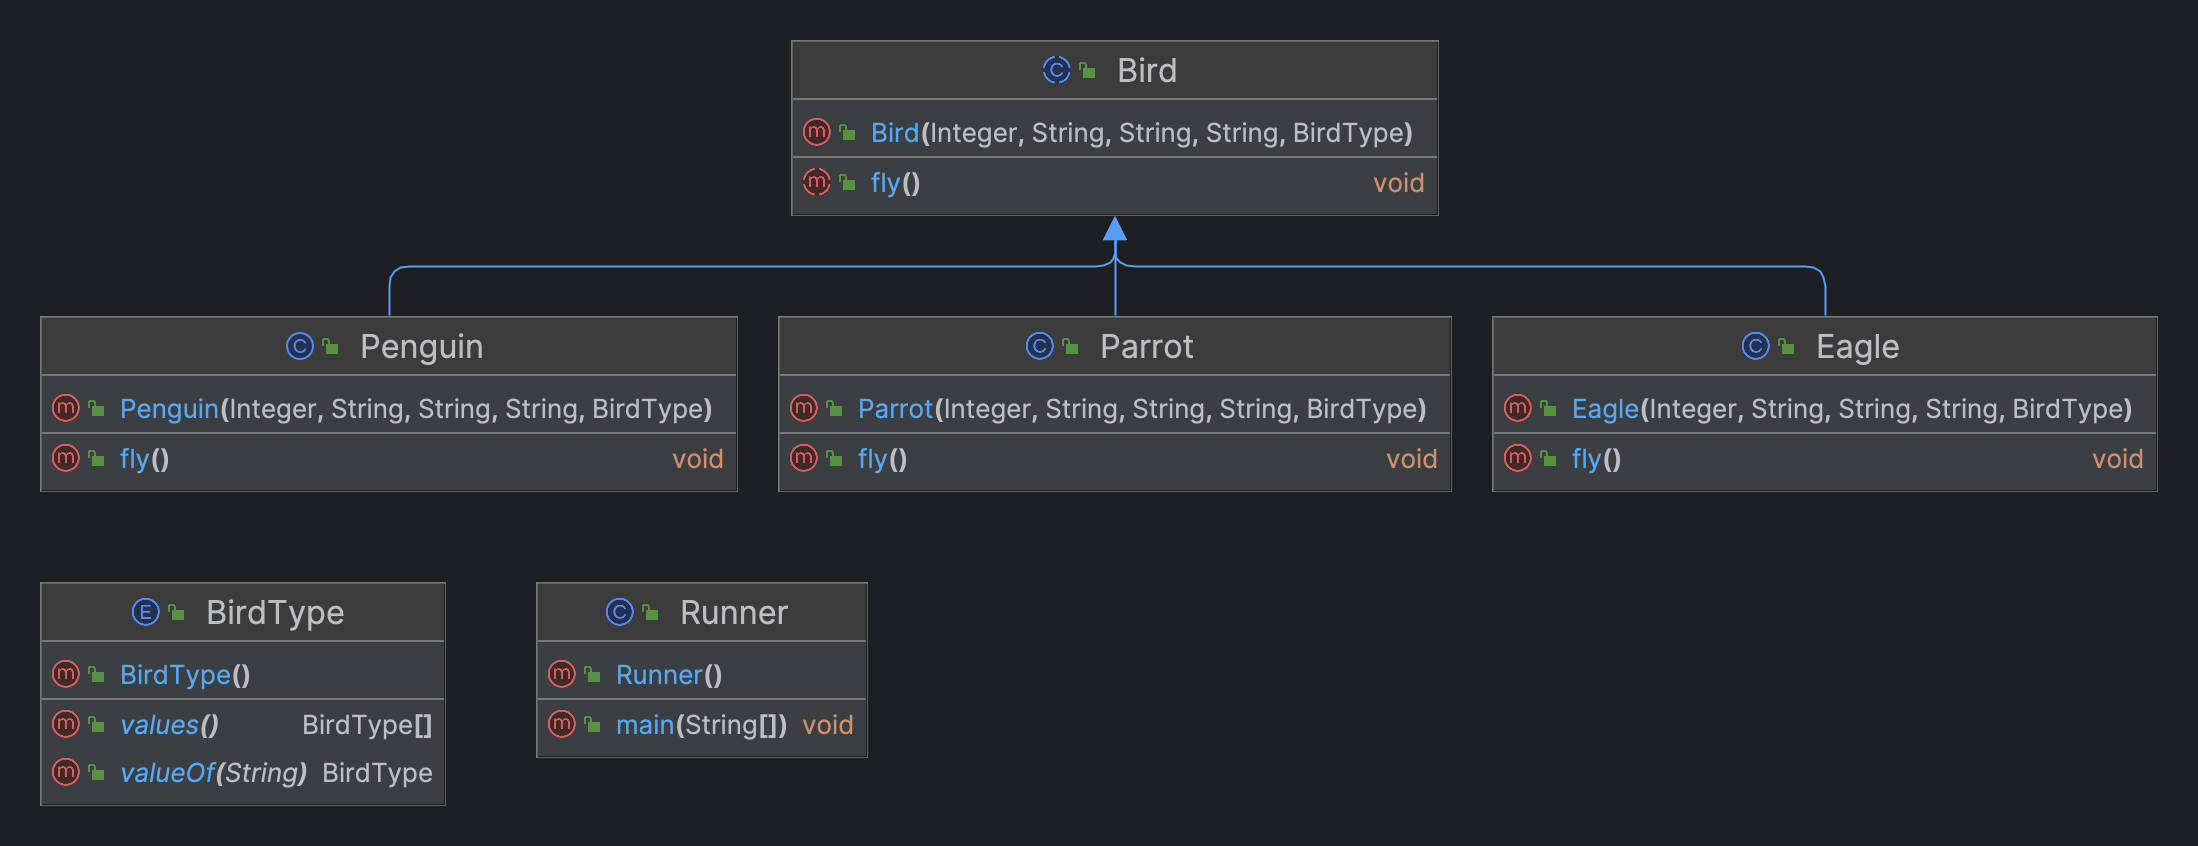 Bird
Bird(Integer, String, String, String, BirdType)
fly() void
Penguin
Penguin(Integer, String, String, String, BirdType)
fly() void
Parrot
Parrot(Integer, String, String, String, BirdType)
fly() void
Eagle
Eagle(Integer, String, String, String, BirdType)
fly() void
BirdType
BirdType()
values() BirdType[]
valueOf(String) BirdType
Runner
Runner()
main(String[]) void